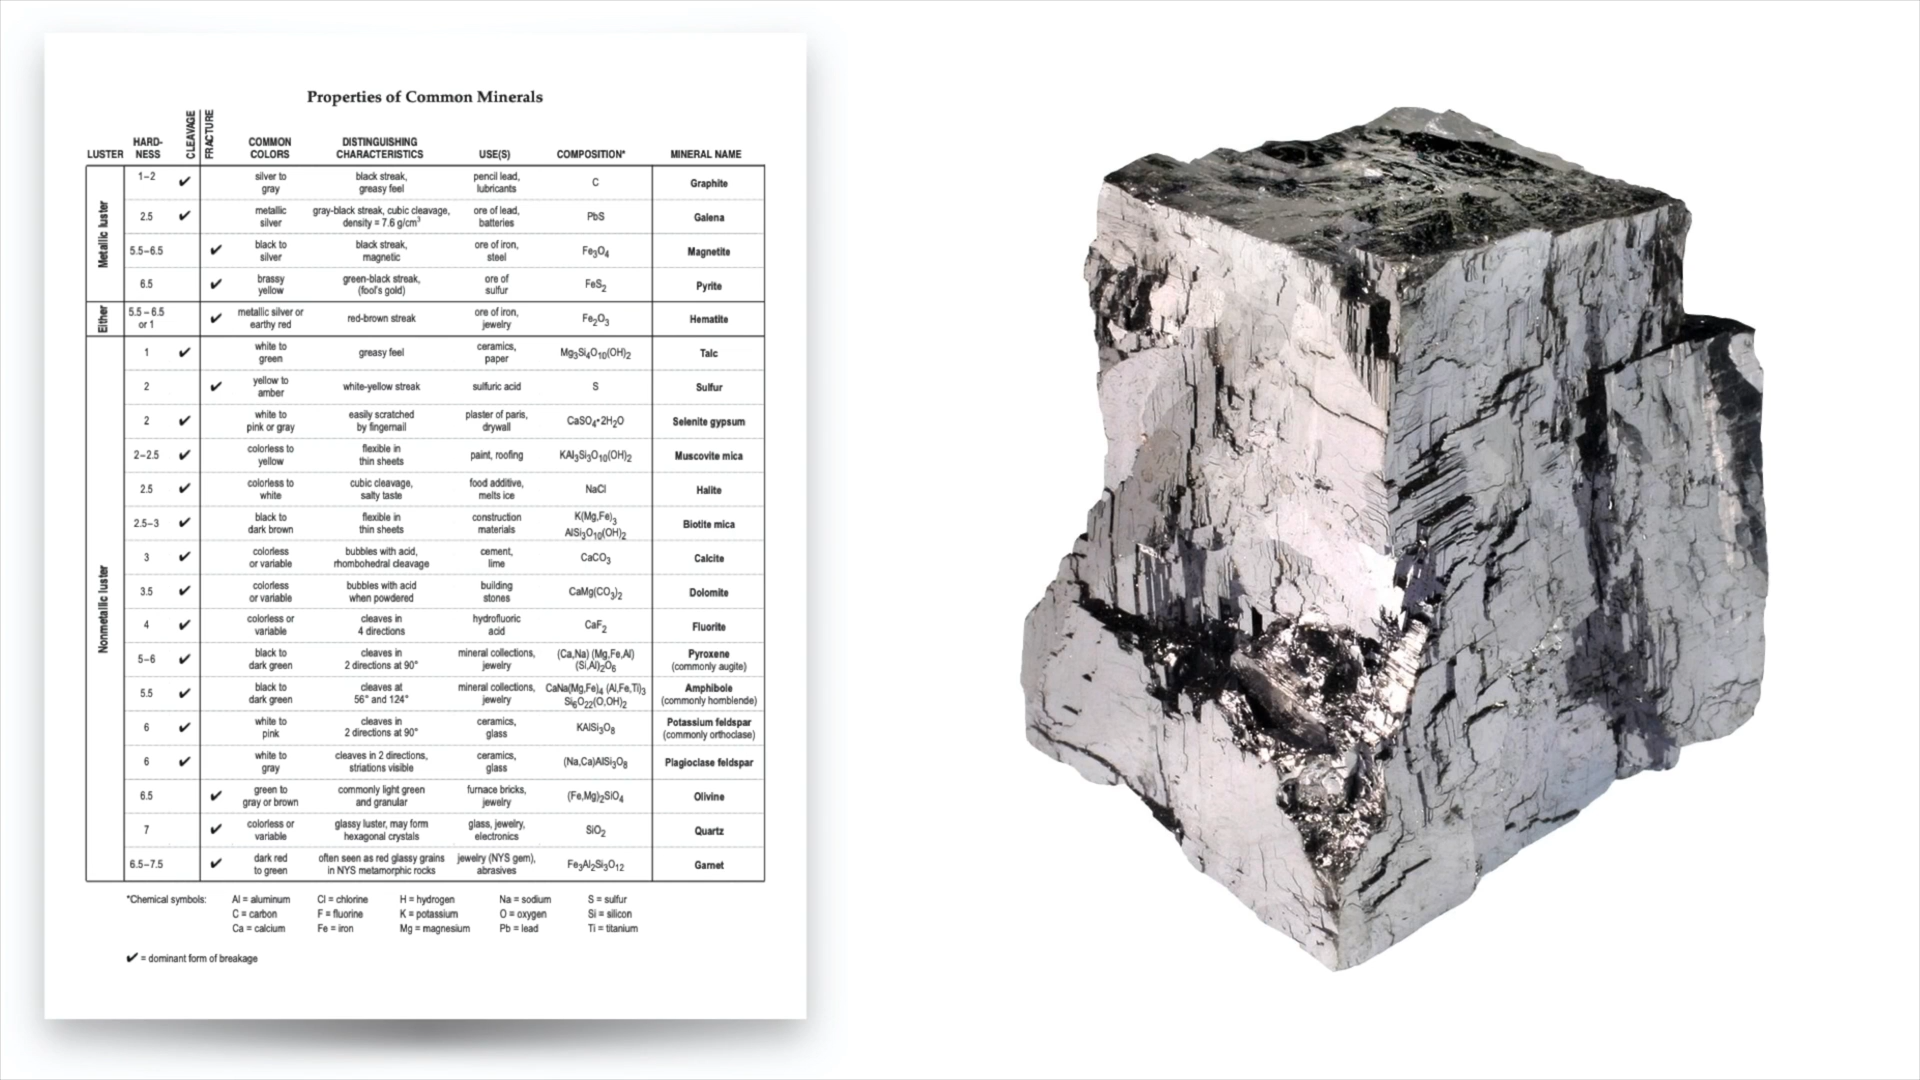 Properties of Common Minerals
LUSTER HARD-NESS CLEAVAGE FRACTURE COMMON COLORS DISTINGUISHING CHARACTERISTICS USE(S) COMPOSITION* MINERAL NAME
Metallic luster
1–2 ✔ silver to gray black streak, greasy feel pencil lead, lubricants C Graphite
2.5 ✔ metallic silver gray-black streak, cubic cleavage, density = 7.6 g/cm³ ore of lead, batteries PbS Galena
5.5–6.5 ✔ black to silver black streak, magnetic ore of iron, steel Fe₃O₄ Magnetite
6.5 ✔ brassy yellow green-black streak, (fool's gold) ore of sulfur FeS₂ Pyrite
Either
5.5 – 6.5 or 1 ✔ metallic silver or earthy red red-brown streak ore of iron, jewelry Fe₂O₃ Hematite
Nonmetallic luster
1 ✔ white to green greasy feel ceramics, paper Mg₃Si₄O₁₀(OH)₂ Talc
2 ✔ yellow to amber white-yellow streak sulfuric acid S Sulfur
2 ✔ white to pink or gray easily scratched by fingernail plaster of paris, drywall CaSO₄•2H₂O Selenite gypsum
2–2.5 ✔ colorless to yellow flexible in thin sheets paint, roofing KAl₃Si₃O₁₀(OH)₂ Muscovite mica
2.5 ✔ colorless to white cubic cleavage, salty taste food additive, melts ice NaCl Halite
2.5–3 ✔ black to dark brown flexible in thin sheets construction materials K(Mg,Fe)₃ AlSi₃O₁₀(OH)₂ Biotite mica
3 ✔ colorless or variable bubbles with acid, rhombohedral cleavage cement, lime CaCO₃ Calcite
3.5 ✔ colorless or variable bubbles with acid when powdered building stones CaMg(CO₃)₂ Dolomite
4 ✔ colorless or variable cleaves in 4 directions hydrofluoric acid CaF₂ Fluorite
5–6 ✔ black to dark green cleaves in 2 directions at 90° mineral collections, jewelry (Ca,Na) (Mg,Fe,Al) (Si,Al)₂O₆ Pyroxene (commonly augite)
5.5 ✔ black to dark green cleaves at 56° and 124° mineral collections, jewelry CaNa(Mg,Fe)₄ (Al,Fe,Ti)₃ Si₆O₂₂(O,OH)₂ Amphibole (commonly hornblende)
6 ✔ white to pink cleaves in 2 directions at 90° ceramics, glass KAlSi₃O₈ Potassium feldspar (commonly orthoclase)
6 ✔ white to gray cleaves in 2 directions, striations visible ceramics, glass (Na,Ca)AlSi₃O₈ Plagioclase feldspar
6.5 ✔ green to gray or brown commonly light green and granular furnace bricks, jewelry (Fe,Mg)₂SiO₄ Olivine
7 ✔ colorless or variable glassy luster, may form hexagonal crystals glass, jewelry, electronics SiO₂ Quartz
6.5–7.5 ✔ dark red to green often seen as red glassy grains in NYS metamorphic rocks jewelry (NYS gem), abrasives Fe₃Al₂Si₃O₁₂ Garnet
*Chemical symbols: Al = aluminum Cl = chlorine H = hydrogen Na = sodium S = sulfur
C = carbon F = fluorine K = potassium O = oxygen Si = silicon
Ca = calcium Fe = iron Mg = magnesium Pb = lead Ti = titanium
✔ = dominant form of breakage